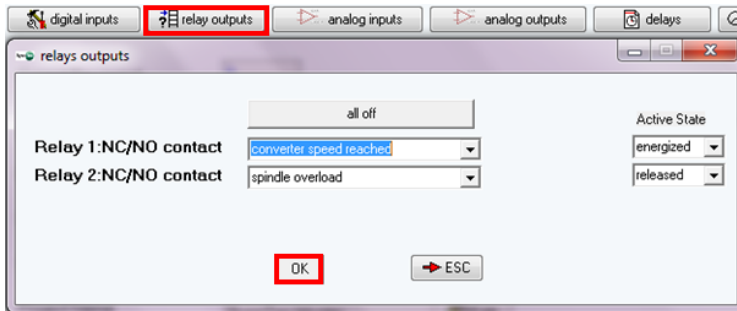 digital inputs relay outputs analog inputs analog outputs delays
relays outputs
all off
Active State
Relay 1:NC/NO contact converter speed reached energized
Relay 2:NC/NO contact spindle overload released
OK ESC